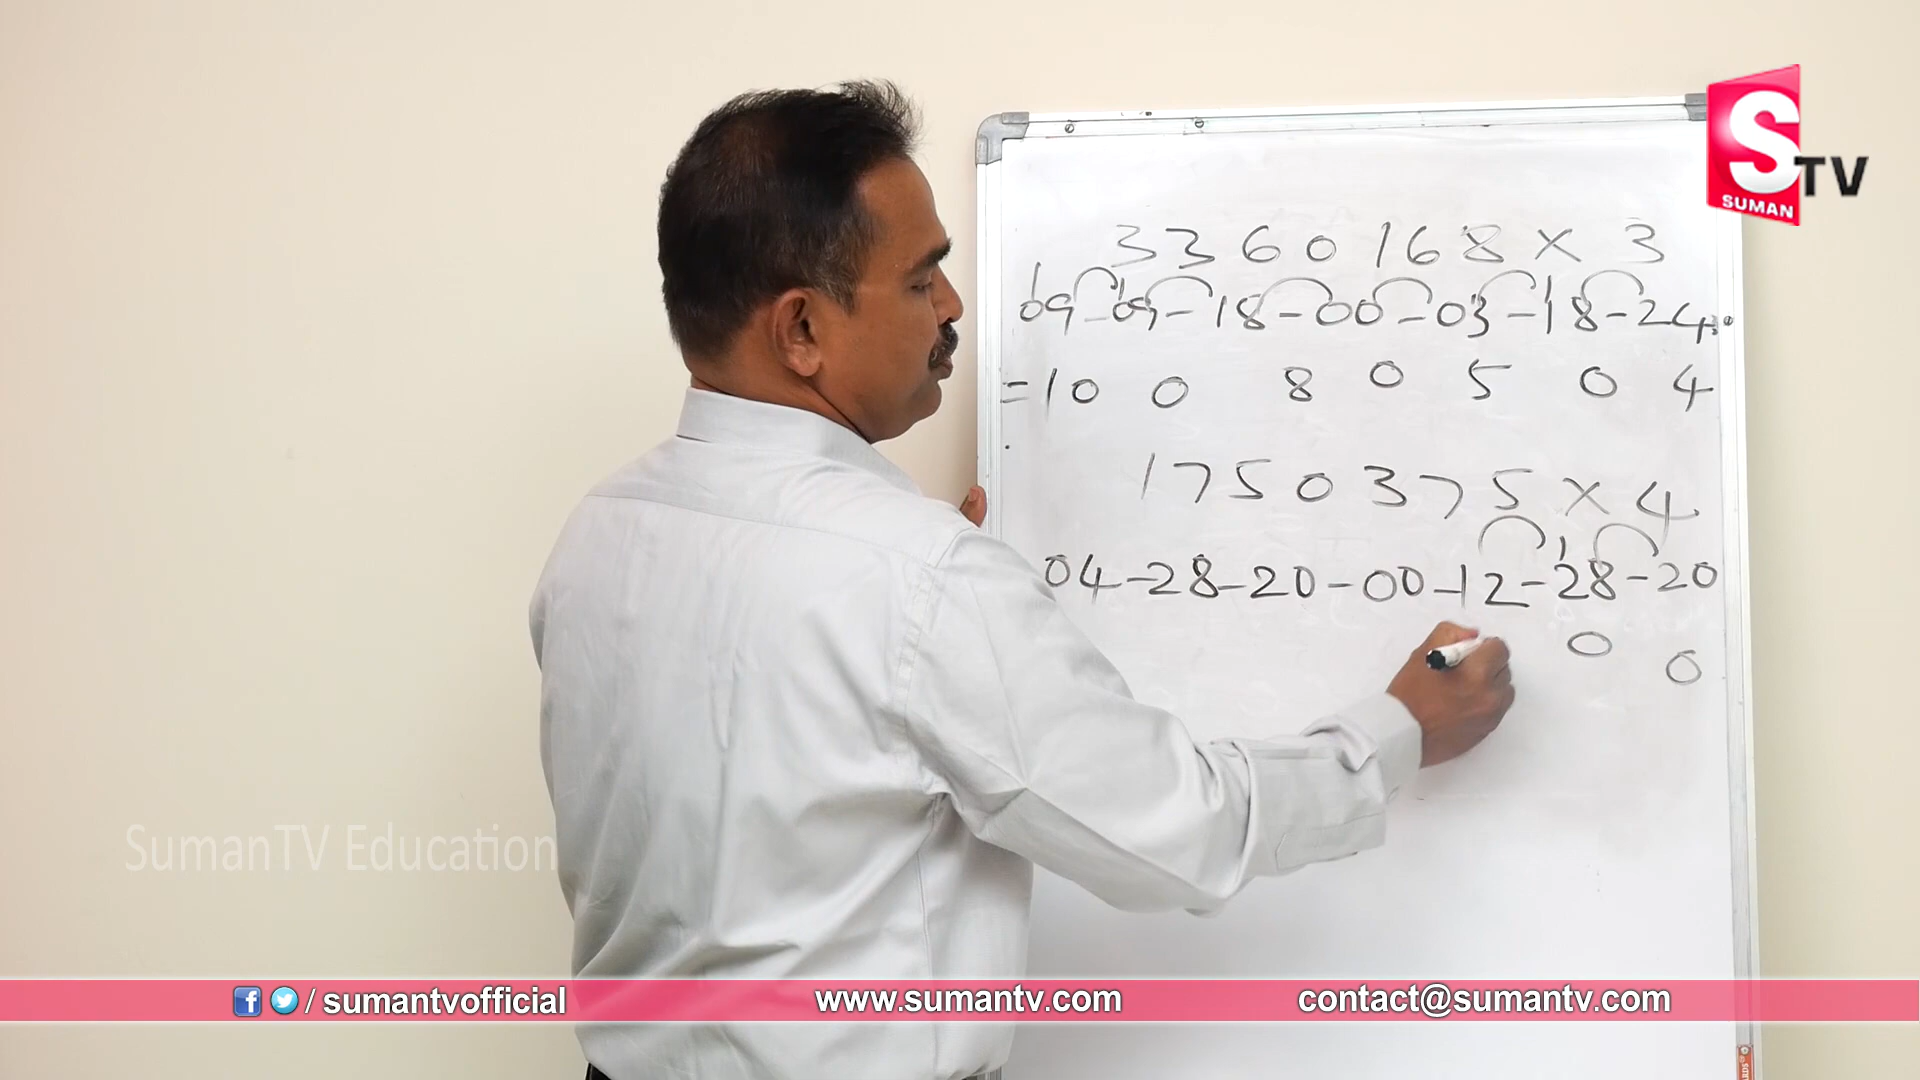 S TV
SUMAN
3360168 × 3
09-09-18-00-03-18-24
=10 0 8 0 5 0 4
1750375 × 4
04-28-20-00-12-28-20
0 0
SumanTV Education
/ sumantvofficial
www.sumantv.com
contact@sumantv.com